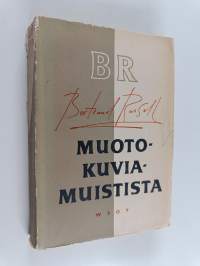 BR
Bertrand Russell
MUOTO-
KUVIA
MUISTISTA
WSOY